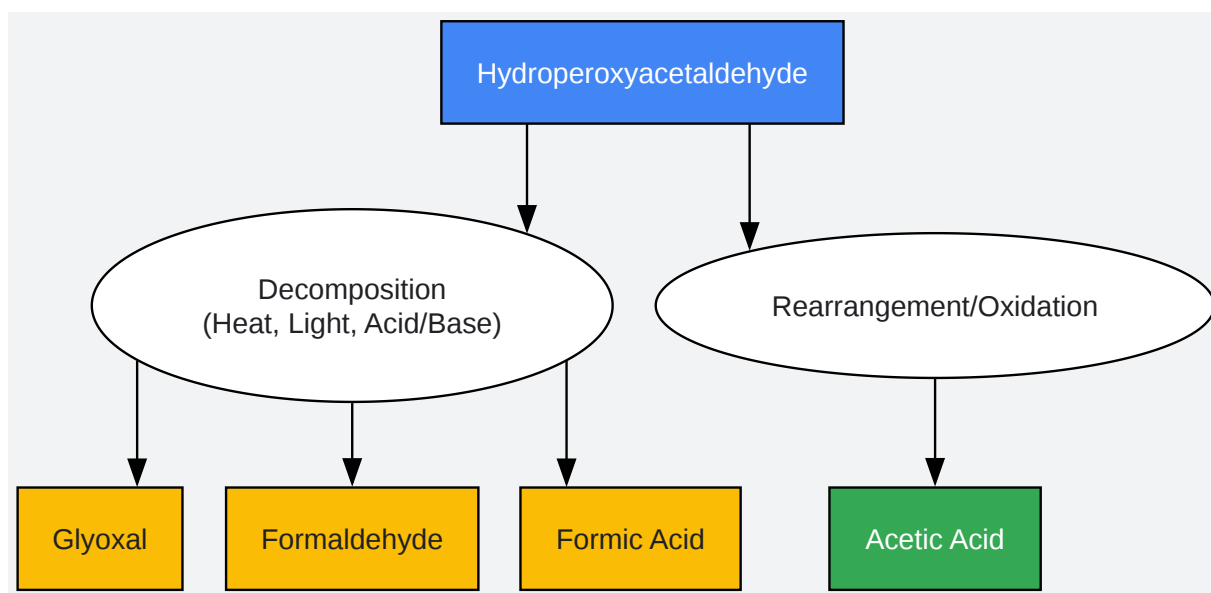 Hydroperoxyacetaldehyde
Decomposition
(Heat, Light, Acid/Base)
Rearrangement/Oxidation
Glyoxal
Formaldehyde
Formic Acid
Acetic Acid